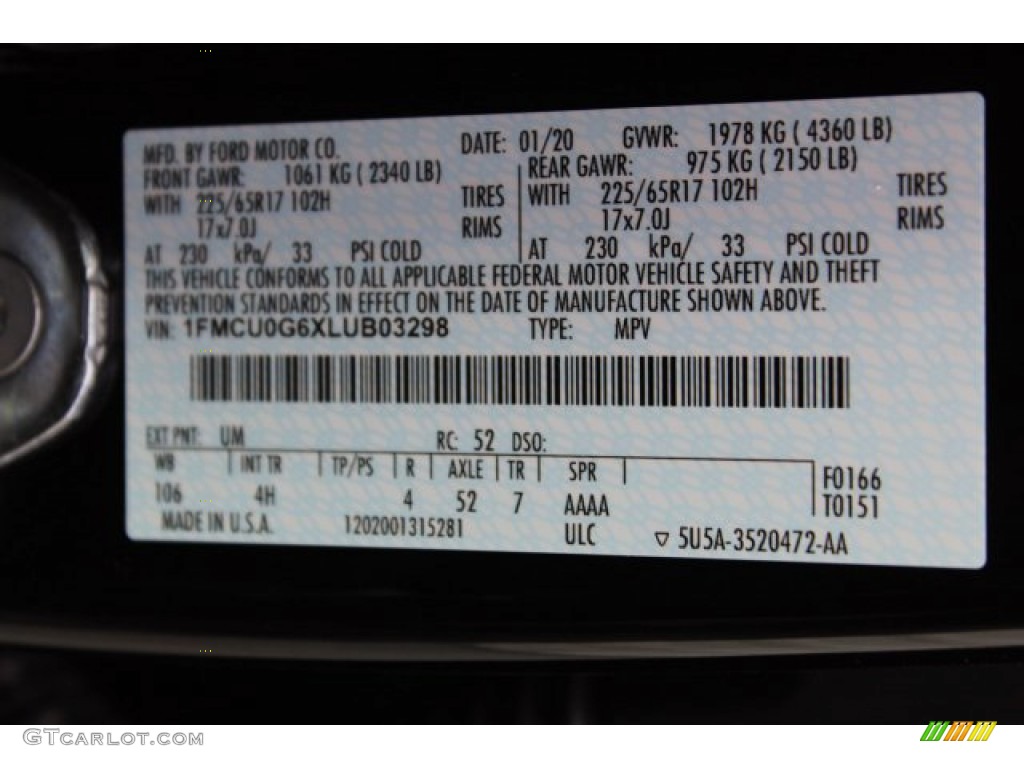 MFD. BY FORD MOTOR CO. DATE: 01/20 GVWR: 1978 KG ( 4360 LB)
FRONT GAWR: 1061 KG ( 2340 LB) REAR GAWR: 975 KG ( 2150 LB)
WITH 225/65R17 102H TIRES WITH 225/65R17 102H TIRES
17x7.0J RIMS 17x7.0J RIMS
AT 230 kPa/ 33 PSI COLD AT 230 kPa/ 33 PSI COLD
THIS VEHICLE CONFORMS TO ALL APPLICABLE FEDERAL MOTOR VEHICLE SAFETY AND THEFT
PREVENTION STANDARDS IN EFFECT ON THE DATE OF MANUFACTURE SHOWN ABOVE.
VIN: 1FMCU0G6XLUB03298 TYPE: MPV
EXT PNT: UM RC: 52 DSO:
WB INT TR TP/PS R AXLE TR SPR F0166
106 4H 4 52 7 AAAA T0151
MADE IN U.S.A. 1202001315281 ULC ▽ 5U5A-3520472-AA
GTCARLOT.COM